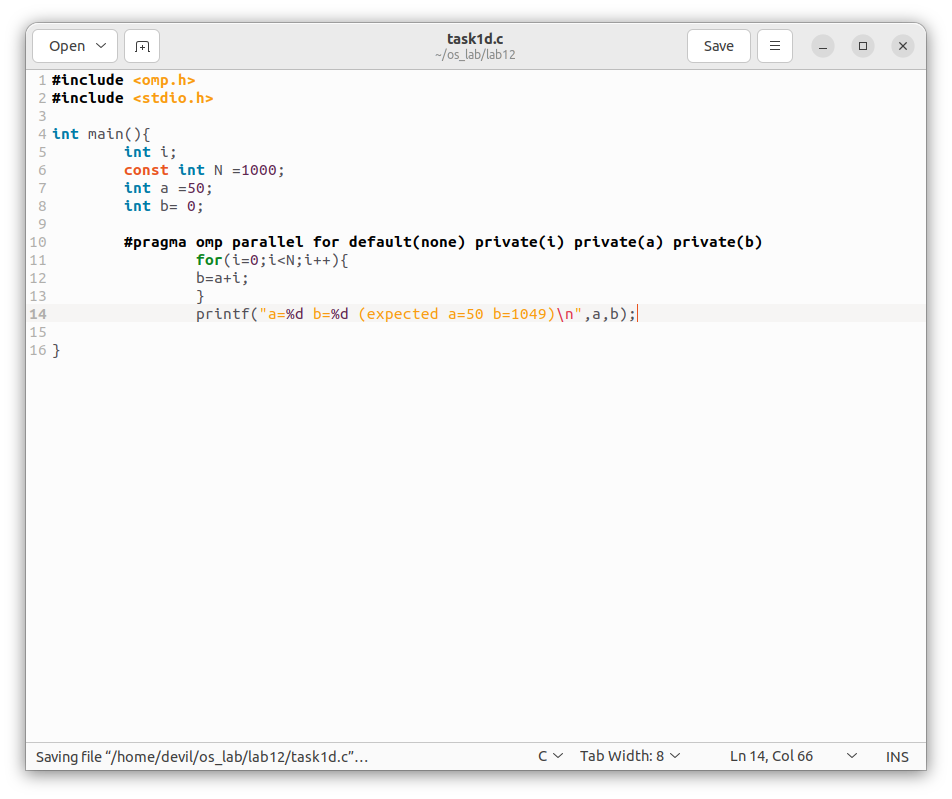 Open
task1d.c
~/os_lab/lab12
Save
1 #include <omp.h>
2 #include <stdio.h>
3
4 int main(){
5         int i;
6         const int N =1000;
7         int a =50;
8         int b= 0;
9
10         #pragma omp parallel for default(none) private(i) private(a) private(b)
11                 for(i=0;i<N;i++){
12                 b=a+i;
13                 }
14                 printf("a=%d b=%d (expected a=50 b=1049)\n",a,b);
15
16 }
Saving file “/home/devil/os_lab/lab12/task1d.c”… C Tab Width: 8 Ln 14, Col 66 INS